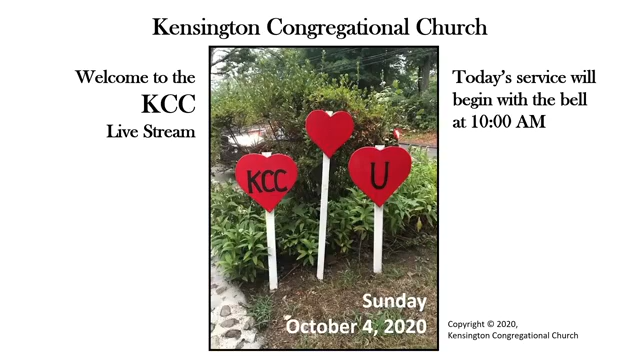 Kensington Congregational Church
Welcome to the
KCC
Live Stream
Today's service will
begin with the bell
at 10:00 AM
KCC
U
Sunday
October 4, 2020
Copyright © 2020,
Kensington Congregational Church